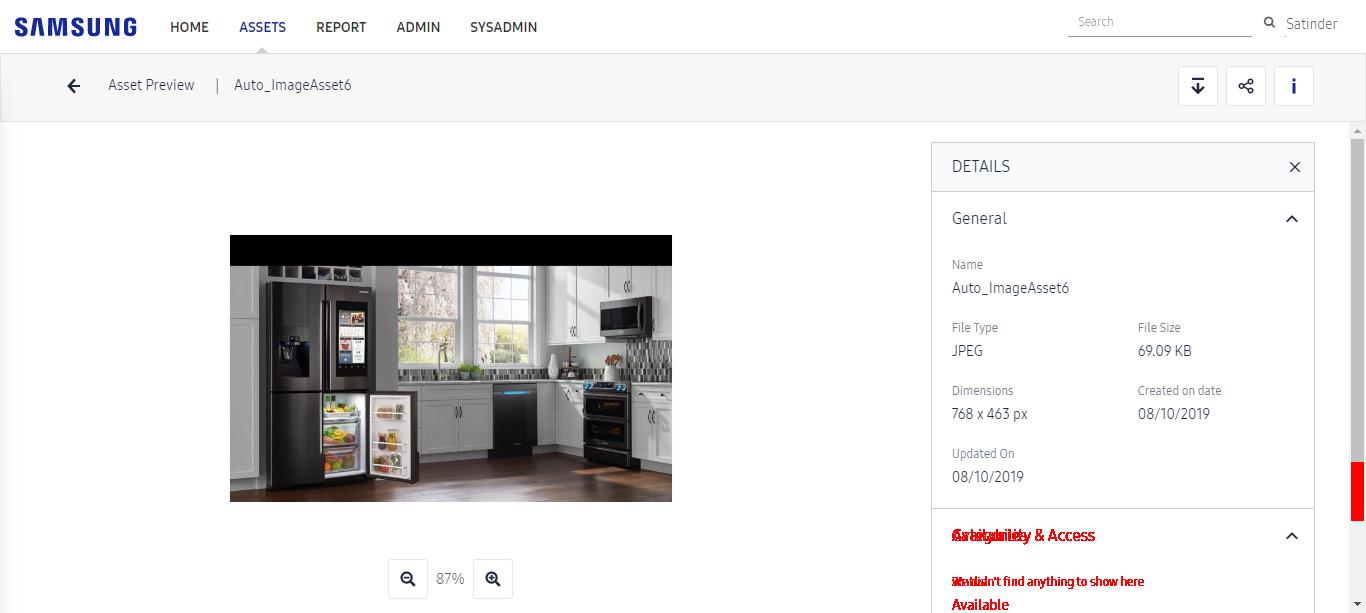 SAMSUNG HOME ASSETS REPORT ADMIN SYSADMIN Search Satinder
Asset Preview | Auto_ImageAsset6 i
DETAILS
General
Name
Auto_ImageAsset6
File Type File Size
JPEG 69.09 KB
Dimensions Created on date
768 x 463 px 08/10/2019
Updated On
08/10/2019
& Access
didn't find anything to show here
Available
87%